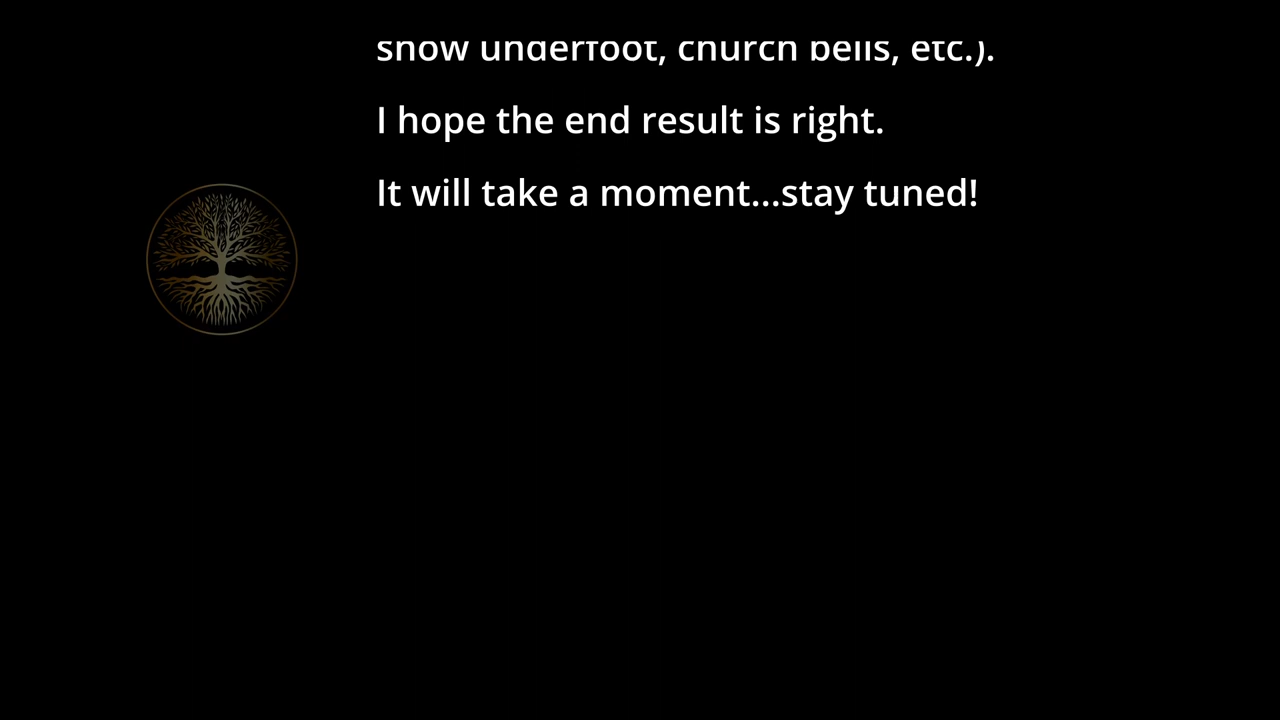 snow underfoot, church bells, etc.).
I hope the end result is right.
It will take a moment...stay tuned!